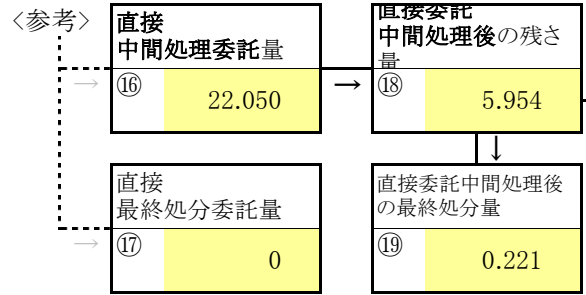 〈参考〉
直接
中間処理委託量
⑯
22.050
→
→
直接委託
中間処理後の残さ
量
⑱
5.954
↓
直接
最終処分委託量
⑰
0
→
直接委託中間処理後
の最終処分量
⑲
0.221